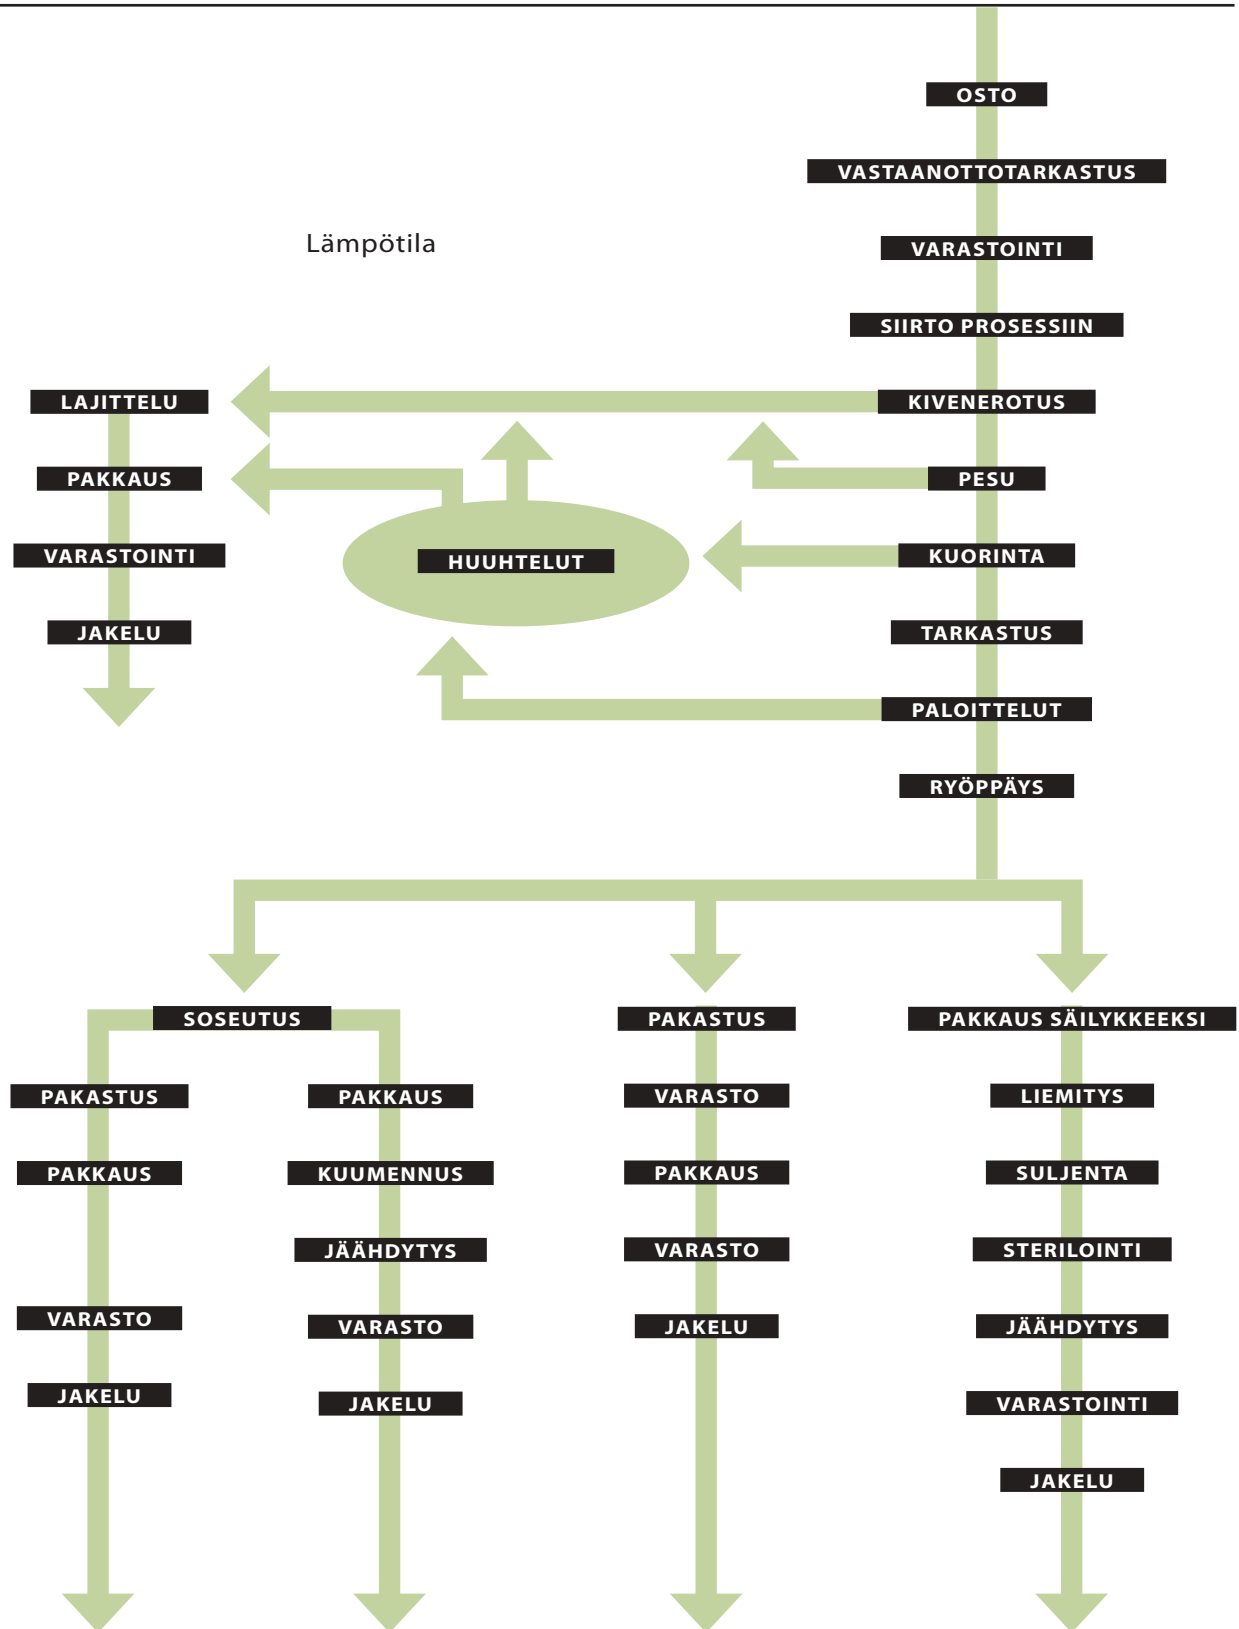 OSTO
VASTAANOTTOTARKASTUS
Lämpötila
VARASTOINTI
SIIRTO PROSESSIIN
LAJITTELU
KIVENEROTUS
PAKKAUS
PESU
VARASTOINTI
HUUHTELUT
KUORINTA
JAKELU
TARKASTUS
PALOITTELUT
RYÖPPÄYS
SOSEUTUS
PAKASTUS
PAKKAUS SÄILYKKEEKSI
PAKASTUS
PAKKAUS
VARASTO
LIEMITYS
PAKKAUS
KUUMENNUS
PAKKAUS
SULJENTA
JÄÄHDYTYS
VARASTO
STERILOINTI
VARASTO
VARASTO
JAKELU
JÄÄHDYTYS
JAKELU
JAKELU
VARASTOINTI
JAKELU